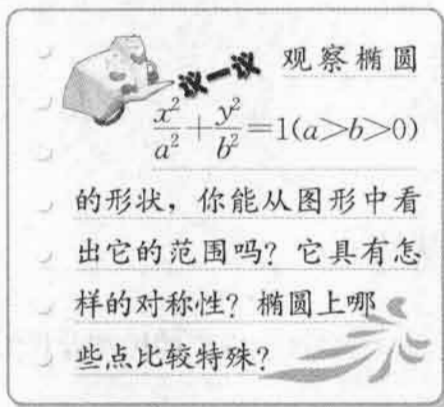 议一议 观察椭圆
x²/a² + y²/b² = 1(a>b>0)
的形状，你能从图形中看
出它的范围吗？它具有怎
样的对称性？椭圆上哪
些点比较特殊？